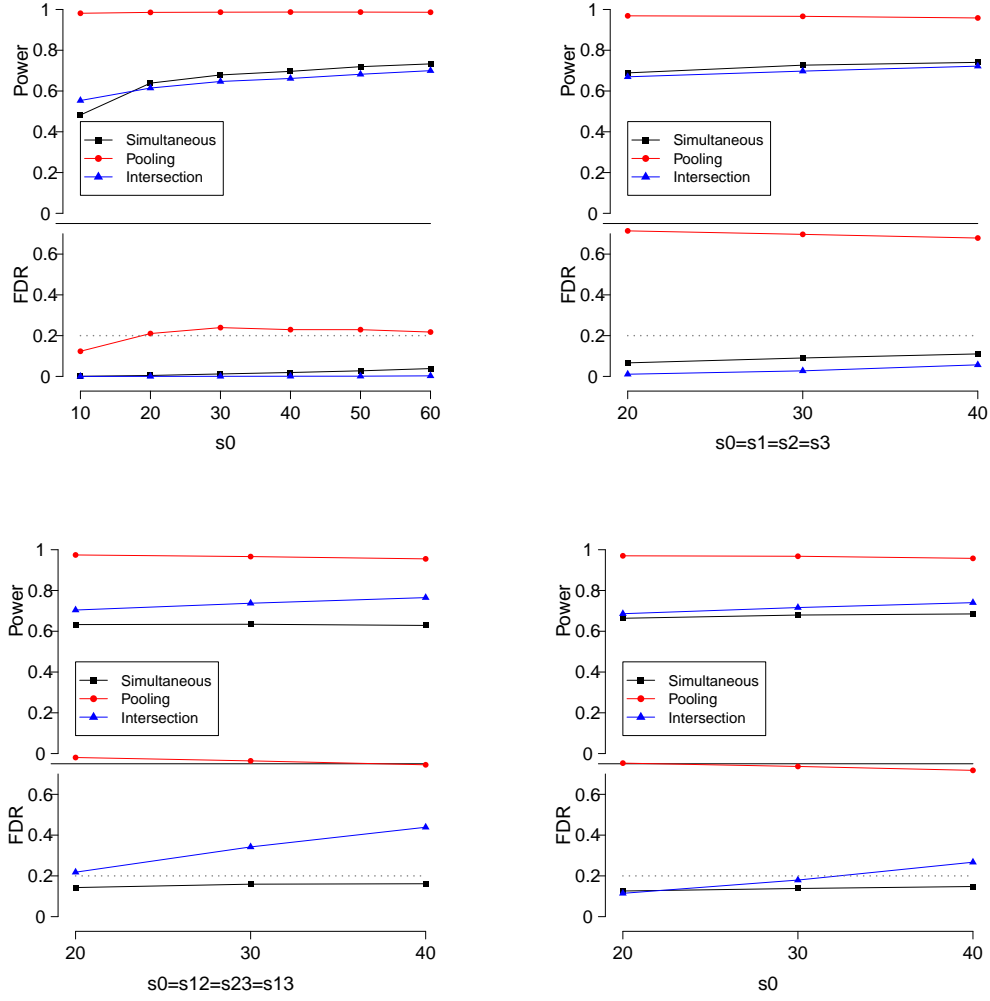 1
0.8
0.6
0.4
0.2
0
Power
Simultaneous
Pooling
Intersection
0.6
0.4
0.2
0
FDR
10 20 30 40 50 60
s0
1
0.8
0.6
0.4
0.2
0
Power
Simultaneous
Pooling
Intersection
0.6
0.4
0.2
0
FDR
20 30 40
s0=s1=s2=s3
1
0.8
0.6
0.4
0.2
0
Power
Simultaneous
Pooling
Intersection
0.6
0.4
0.2
0
FDR
20 30 40
s0=s12=s23=s13
1
0.8
0.6
0.4
0.2
0
Power
Simultaneous
Pooling
Intersection
0.6
0.4
0.2
0
FDR
20 30 40
s0